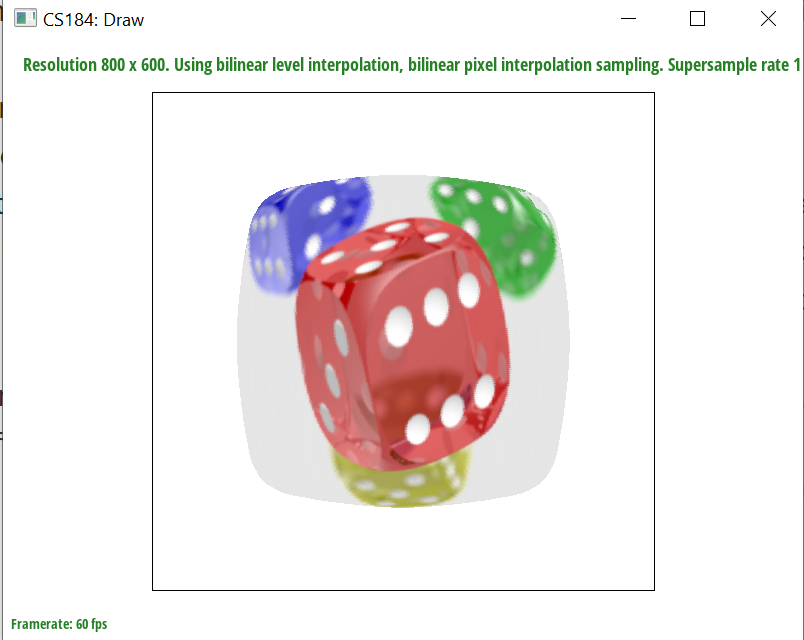 CS184: Draw
Resolution 800 x 600. Using bilinear level interpolation, bilinear pixel interpolation sampling. Supersample rate 1
Framerate: 60 fps